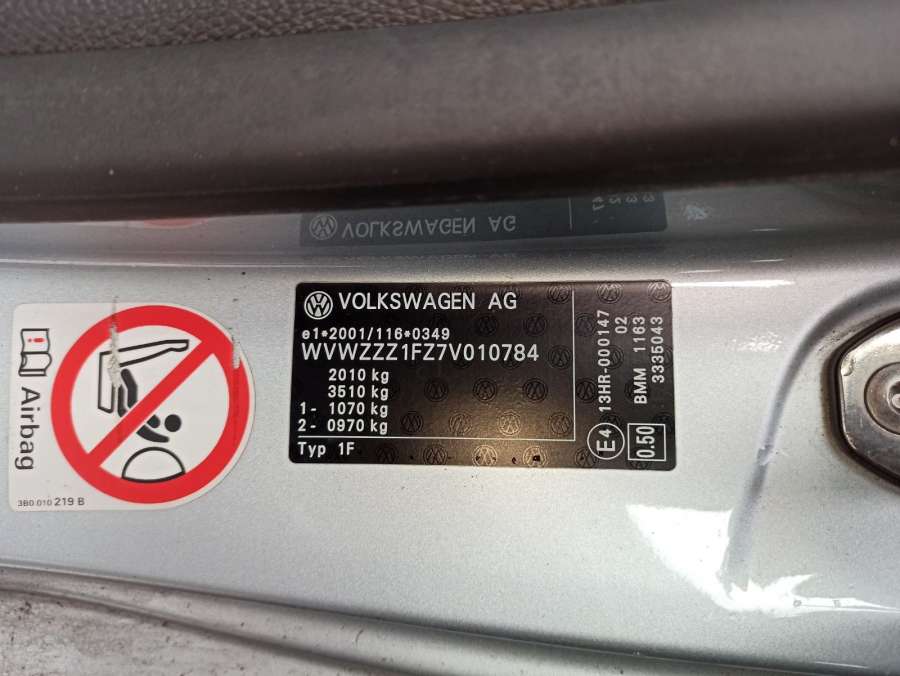 VOLKSWAGEN AG
VOLKSWAGEN AG
e1*2001/116*0349
WVWZZZ1FZ7V010784
2010 kg
3510 kg
1- 1070 kg
2- 0970 kg
Typ 1F
13HR-000147
02
BMM 1163
3335043
E4
0.50
Airbag
3B0 010 219 B